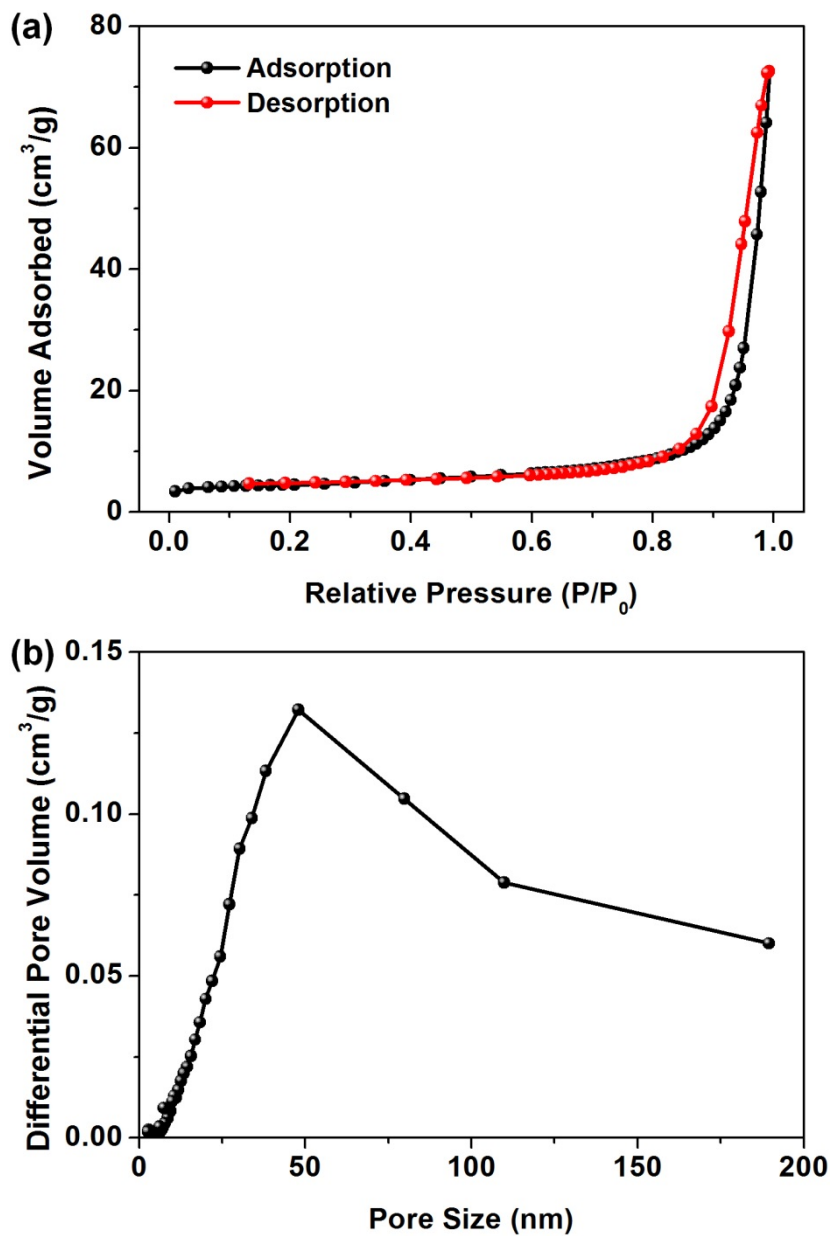 (a)
80
60
40
20
0
Volume Adsorbed (cm³/g)
Adsorption
Desorption
0.0 0.2 0.4 0.6 0.8 1.0
Relative Pressure (P/P₀)
(b)
0.15
0.10
0.05
0.00
Differential Pore Volume (cm³/g)
0 50 100 150 200
Pore Size (nm)